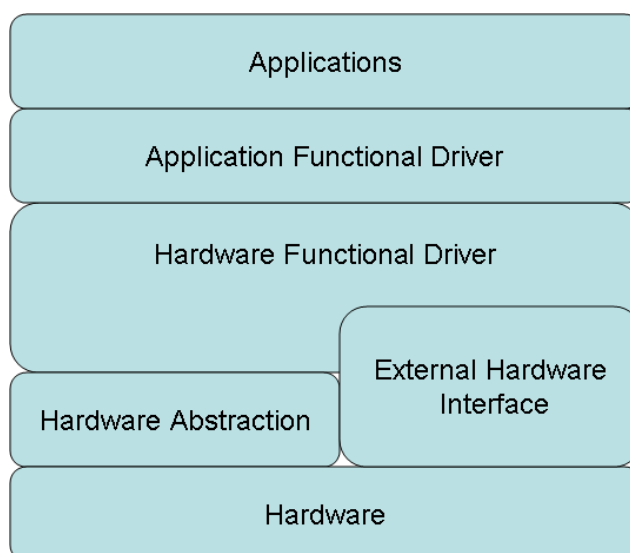 Applications
Application Functional Driver
Hardware Functional Driver
External Hardware
Interface
Hardware Abstraction
Hardware